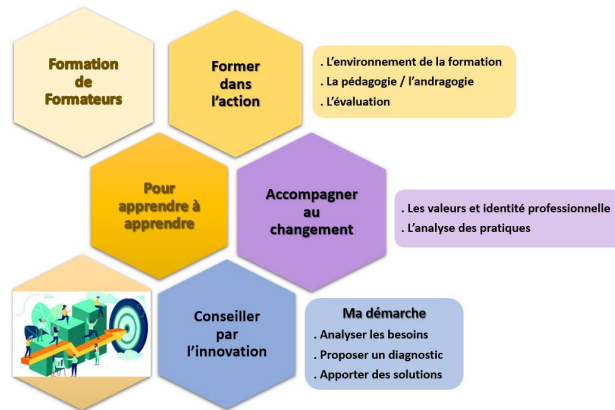 Formation
de
Formateurs
Former
dans
l'action
. L'environnement de la formation
. La pédagogie / l'andragogie
. L'évaluation
Pour
apprendre à
apprendre
Accompagner
au
changement
. Les valeurs et identité professionnelle
. L'analyse des pratiques
Conseiller
par
l'innovation
Ma démarche
. Analyser les besoins
. Proposer un diagnostic
. Apporter des solutions